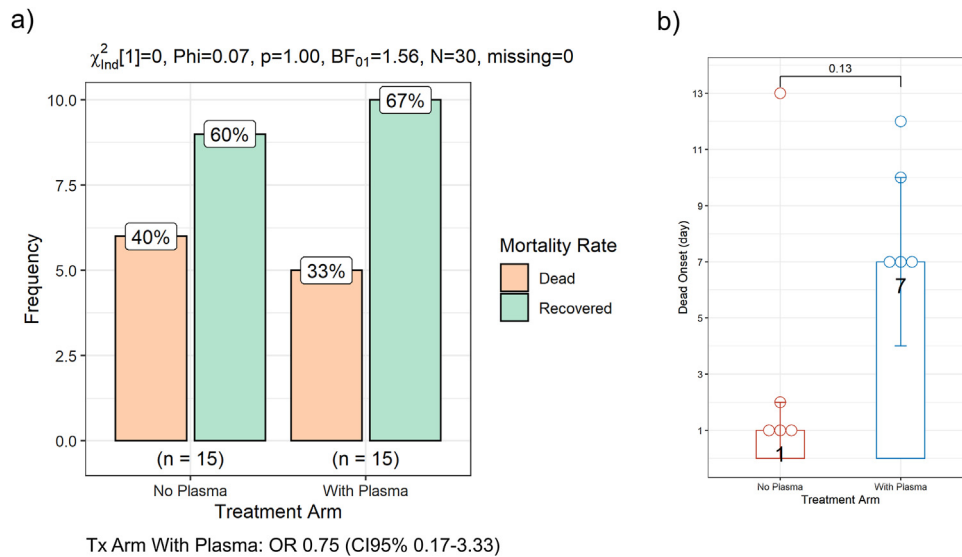 a)
χ²Ind[1]=0, Phi=0.07, p=1.00, BF01=1.56, N=30, missing=0
Frequency
10.0
7.5
5.0
2.5
0.0
40%
60%
33%
67%
(n = 15)
(n = 15)
No Plasma
With Plasma
Treatment Arm
Mortality Rate
Dead
Recovered
Tx Arm With Plasma: OR 0.75 (CI95% 0.17-3.33)
b)
0.13
Dead Onset (day)
13
11
9
7
5
3
1
1
7
No Plasma
With Plasma
Treatment Arm